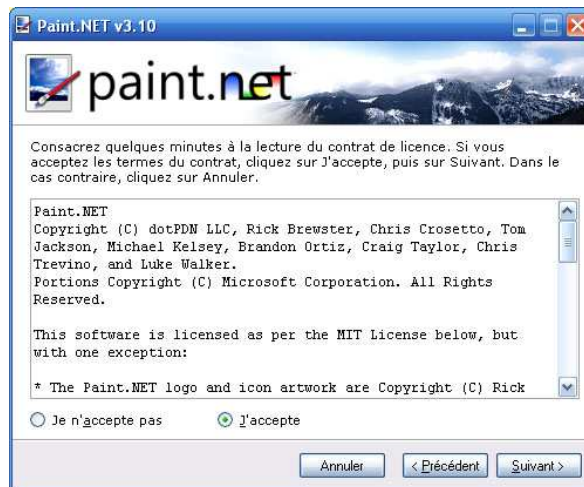 Paint.NET v3.10
paint.net
Consacrez quelques minutes à la lecture du contrat de licence. Si vous
acceptez les termes du contrat, cliquez sur J'accepte, puis sur Suivant. Dans le
cas contraire, cliquez sur Annuler.
Paint.NET
Copyright (C) dotPDN LLC, Rick Brewster, Chris Crosetto, Tom
Jackson, Michael Kelsey, Brandon Ortiz, Craig Taylor, Chris
Trevino, and Luke Walker.
Portions Copyright (C) Microsoft Corporation. All Rights
Reserved.
This software is licensed as per the MIT License below, but
with one exception:
* The Paint.NET logo and icon artwork are Copyright (C) Rick
Je n'accepte pas J'accepte
Annuler < Précédent Suivant >